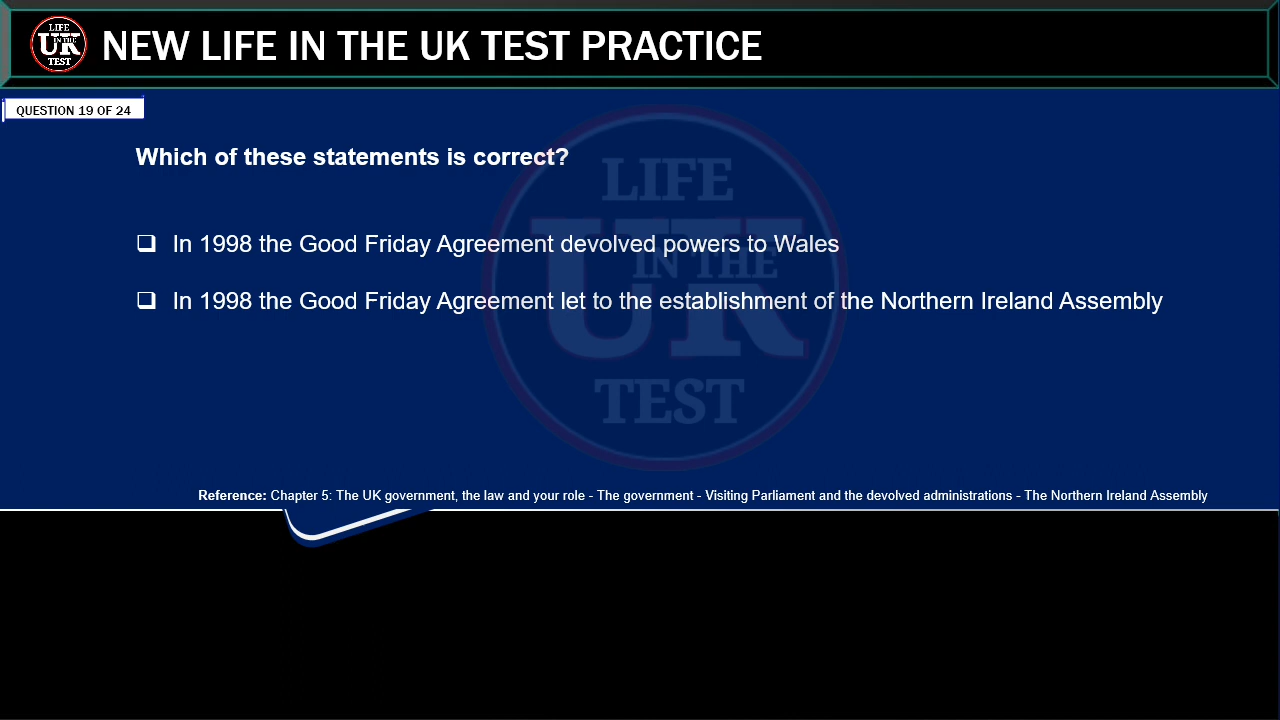 LIFE
UK
IN THE
TEST
NEW LIFE IN THE UK TEST PRACTICE
QUESTION 19 OF 24
Which of these statements is correct?
❑ In 1998 the Good Friday Agreement devolved powers to Wales
❑ In 1998 the Good Friday Agreement let to the establishment of the Northern Ireland Assembly
LIFE
UK
IN THE
TEST
Reference: Chapter 5: The UK government, the law and your role - The government - Visiting Parliament and the devolved administrations - The Northern Ireland Assembly